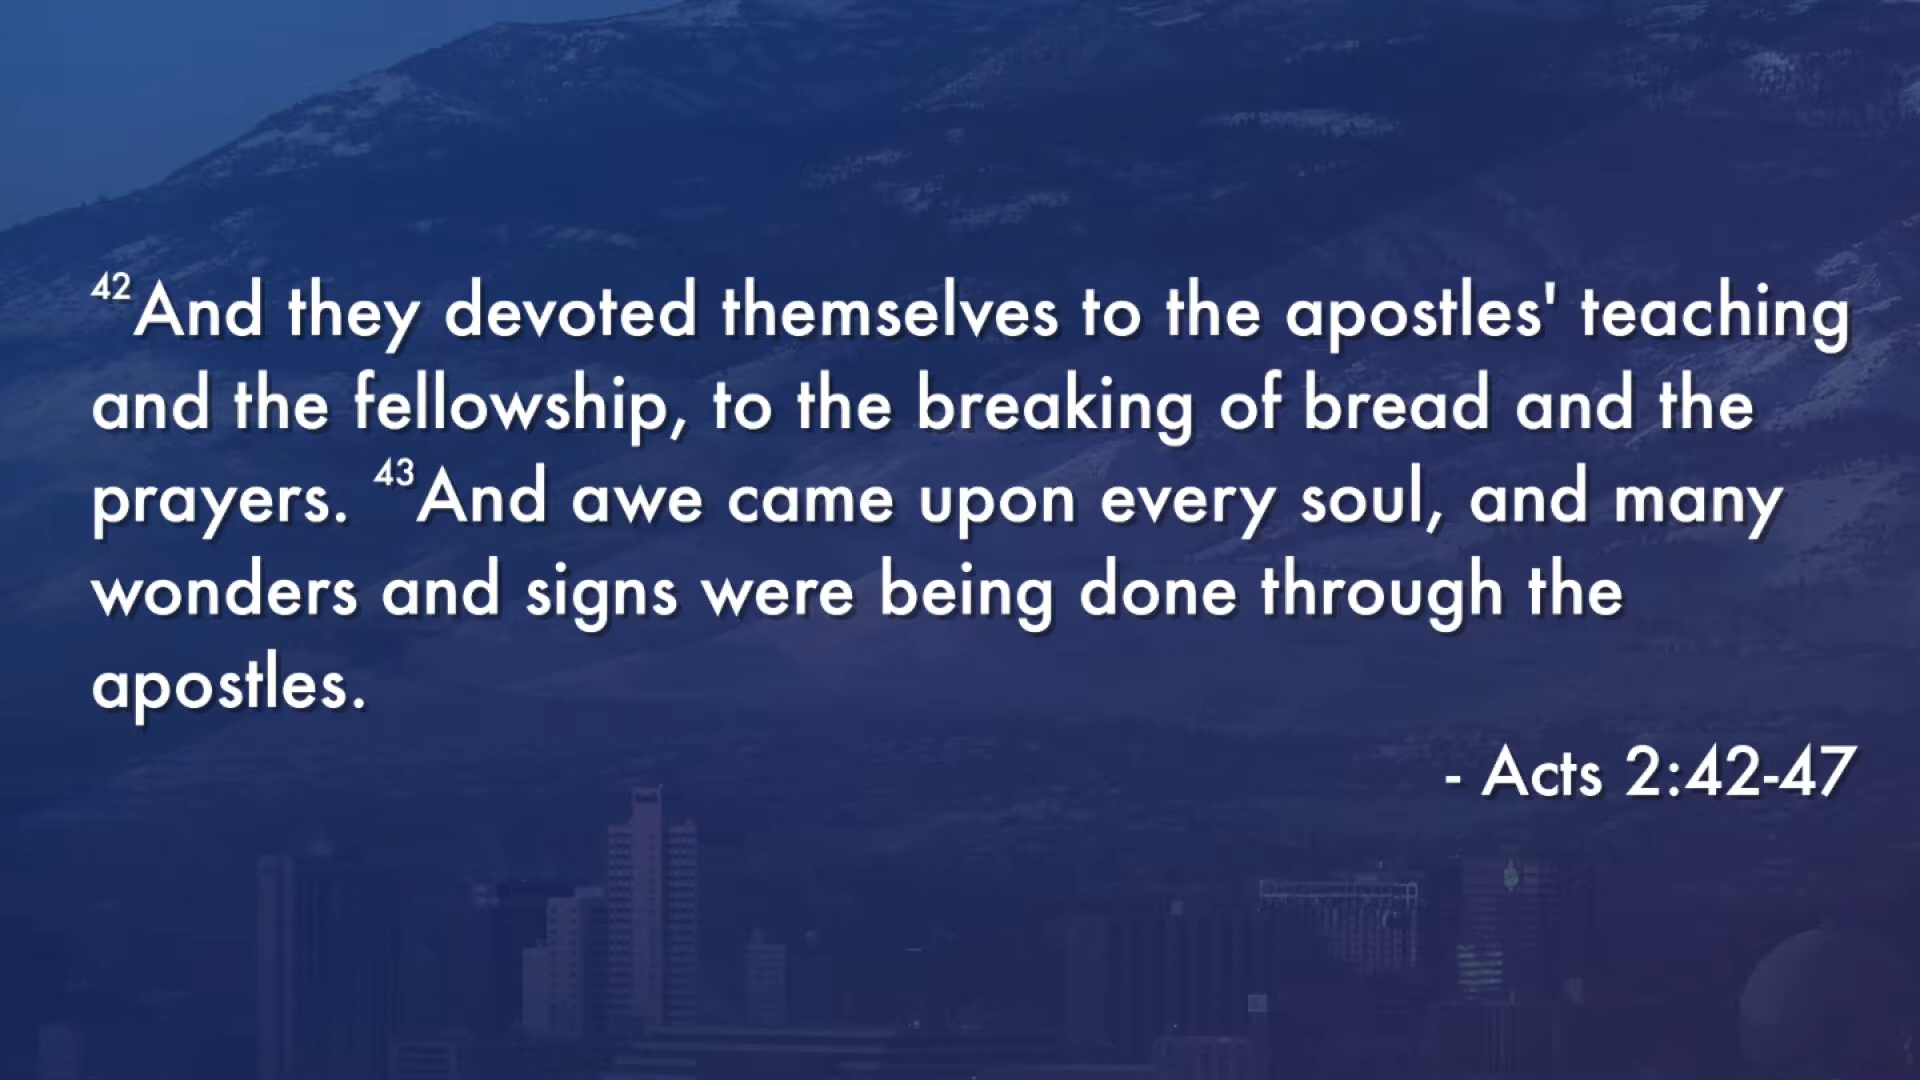 42And they devoted themselves to the apostles' teaching
and the fellowship, to the breaking of bread and the
prayers. 43And awe came upon every soul, and many
wonders and signs were being done through the
apostles.
- Acts 2:42-47